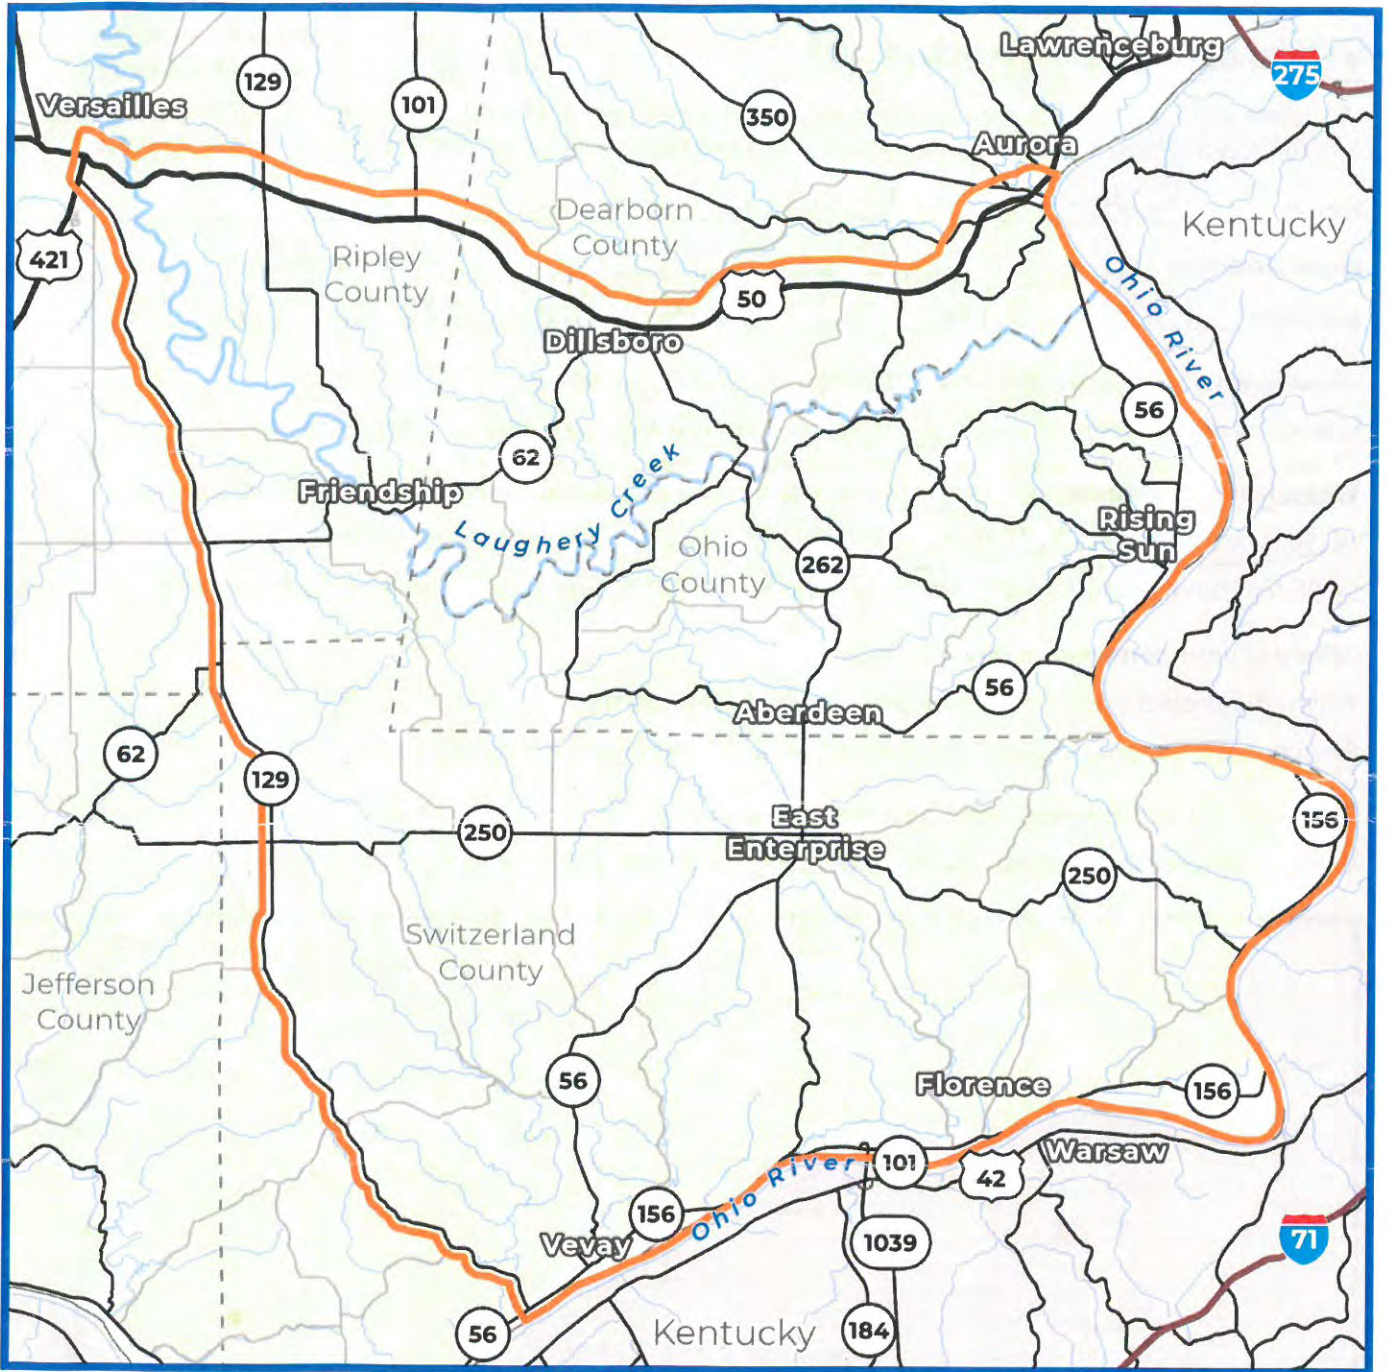 Lawrenceburg
275
129
Versailles
101
350
Aurora
Dearborn
County
Kentucky
421
Ripley
County
Ohio River
50
Dillsboro
56
62
Laughery Creek
Friendship
Rising
Sun
Ohio
County
262
56
Aberdeen
62
129
156
East
Enterprise
250
250
Switzerland
County
Jefferson
County
56
Florence
156
Warsaw
101
42
Ohio River
156
Vevay
1039
71
56
Kentucky
184